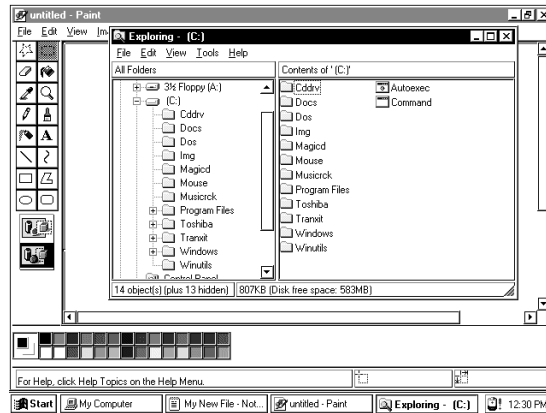 untitled - Paint
File Edit View Im
Exploring - (C:)
File Edit View Tools Help
All Folders
Contents of '(C:)'
3½ Floppy (A:)
(C:)
Cddrv
Docs
Dos
Img
Magicd
Mouse
Musicrck
Program Files
Toshiba
Tranxit
Windows
Winutils
Control Panel
Cddrv
Docs
Dos
Img
Magicd
Mouse
Musicrck
Program Files
Toshiba
Tranxit
Windows
Winutils
Autoexec
Command
14 object(s) (plus 13 hidden)
807KB (Disk free space: 583MB)
A
For Help, click Help Topics on the Help Menu.
Start
My Computer
My New File - Not...
untitled - Paint
Exploring - (C:)
12:30 PM